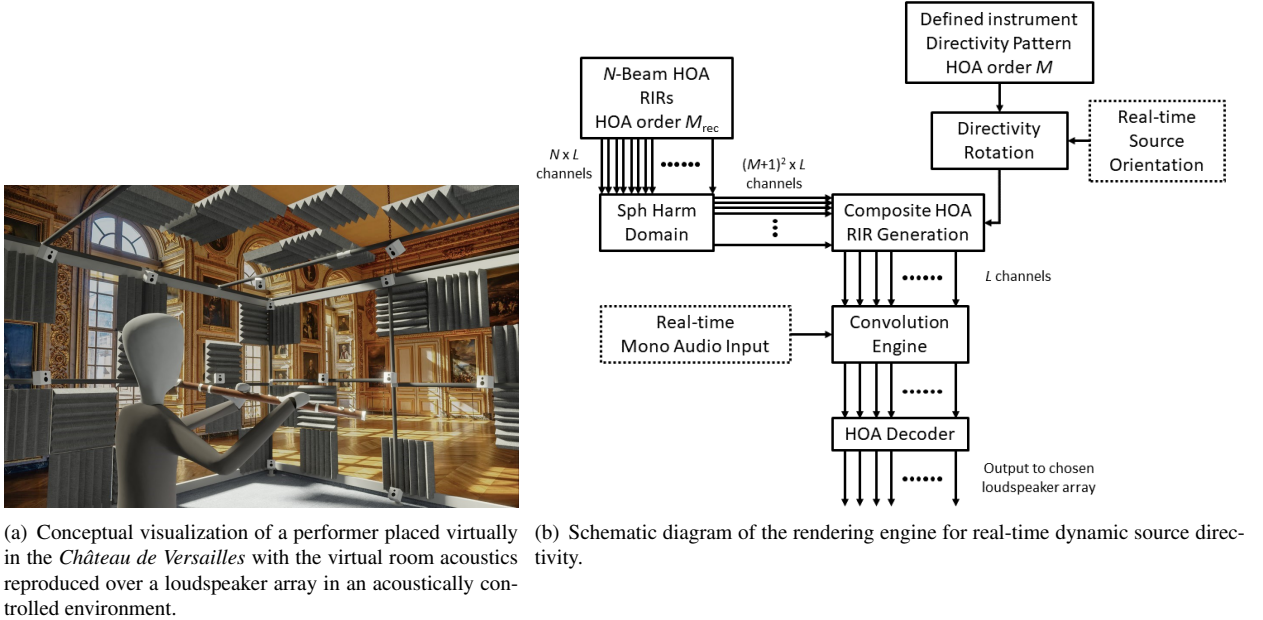 Defined instrument
Directivity Pattern
HOA order M
N-Beam HOA
RIRs
HOA order Mrec
Directivity
Rotation
Real-time
Source
Orientation
N x L
channels
(M+1)² x L
channels
Sph Harm
Domain
Composite HOA
RIR Generation
L channels
Real-time
Mono Audio Input
Convolution
Engine
HOA Decoder
Output to chosen
loudspeaker array
(a) Conceptual visualization of a performer placed virtually
in the Château de Versailles with the virtual room acoustics
reproduced over a loudspeaker array in an acoustically con-
trolled environment.
(b) Schematic diagram of the rendering engine for real-time dynamic source direc-
tivity.